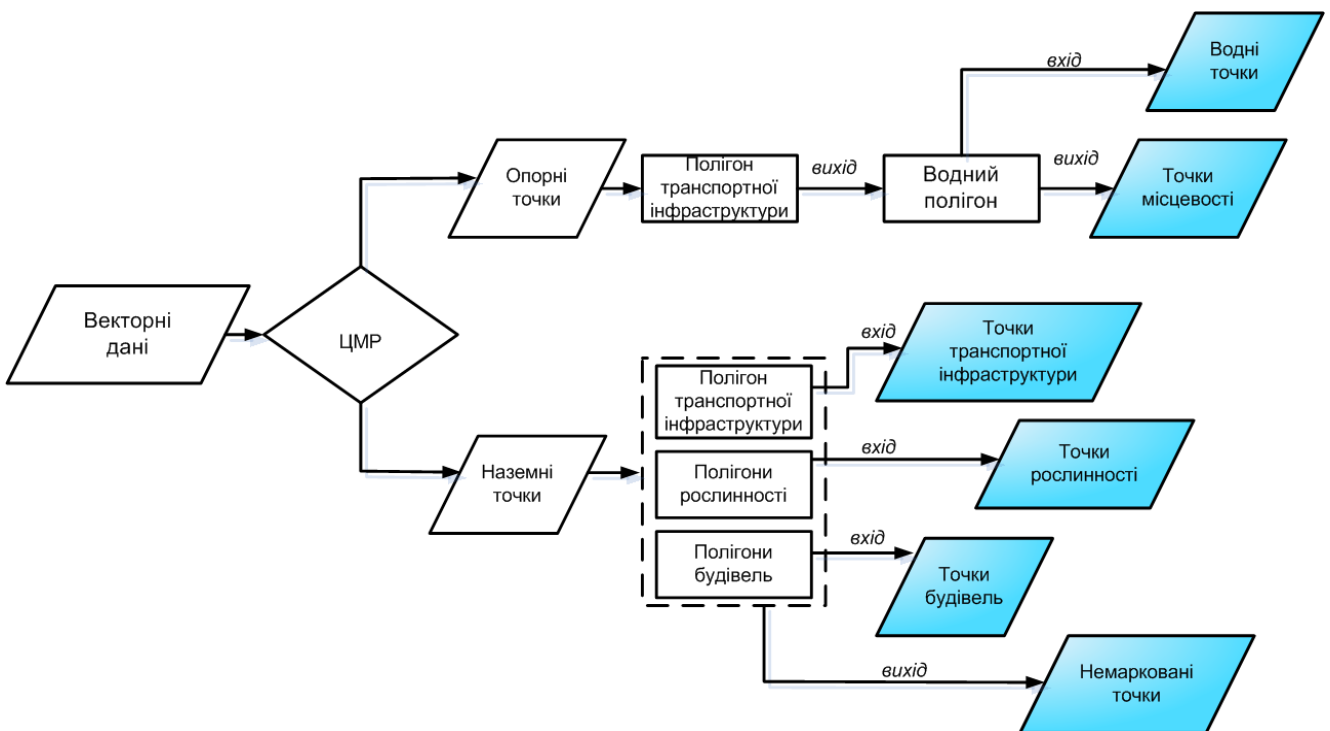 Векторні
дані
ЦМР
Опорні
точки
Полігон
транспортної
інфраструктури
вихід
Водний
полігон
вхід
Водні
точки
вихід
Точки
місцевості
Наземні
точки
Полігон
транспортної
інфраструктури
вхід
Точки
транспортної
інфраструктури
Полігони
рослинності
вхід
Точки
рослинності
Полігони
будівель
вхід
Точки
будівель
вихід
Немарковані
точки